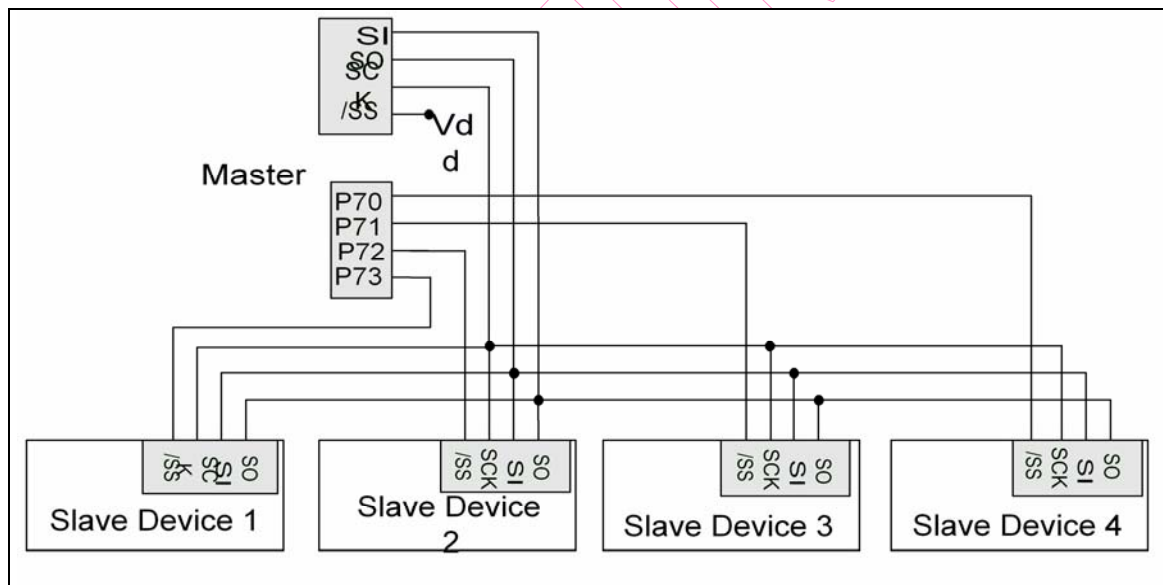 SI
SO
SC
K
/SS
Vd
d
Master
P70
P71
P72
P73
/SS
SC
K
SI
SO
Slave Device 1
/SS
SCK
SI
SO
Slave Device
2
/SS
SCK
SI
SO
Slave Device 3
/SS
SCK
SI
SO
Slave Device 4